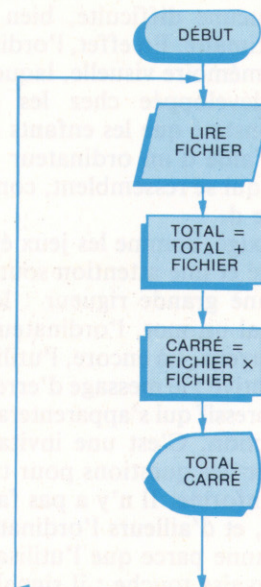 DÉBUT
LIRE
FICHIER
TOTAL =
TOTAL +
FICHIER
CARRÉ =
FICHIER ×
FICHIER
TOTAL
CARRÉ